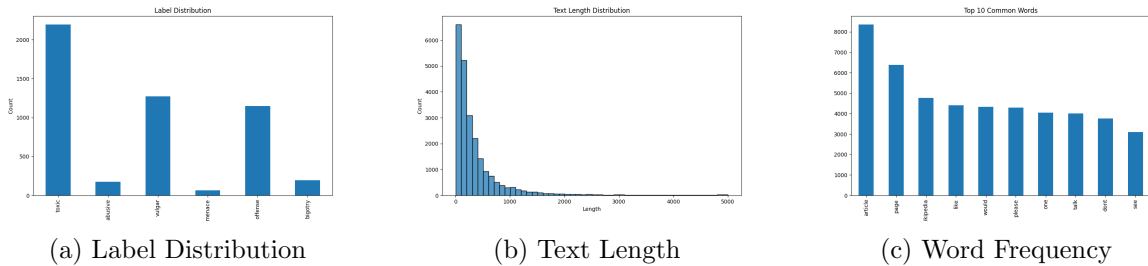 Label Distribution
Count
2000
1500
1000
500
0
toxic
abusive
vulgar
menace
offense
bigotry
(a) Label Distribution
Text Length Distribution
Count
6000
5000
4000
3000
2000
1000
0
0 1000 2000 3000 4000 5000
Length
(b) Text Length
Top 10 Common Words
8000
7000
6000
5000
4000
3000
2000
1000
0
article
page
ikipedia
like
would
please
one
talk
dont
see
(c) Word Frequency